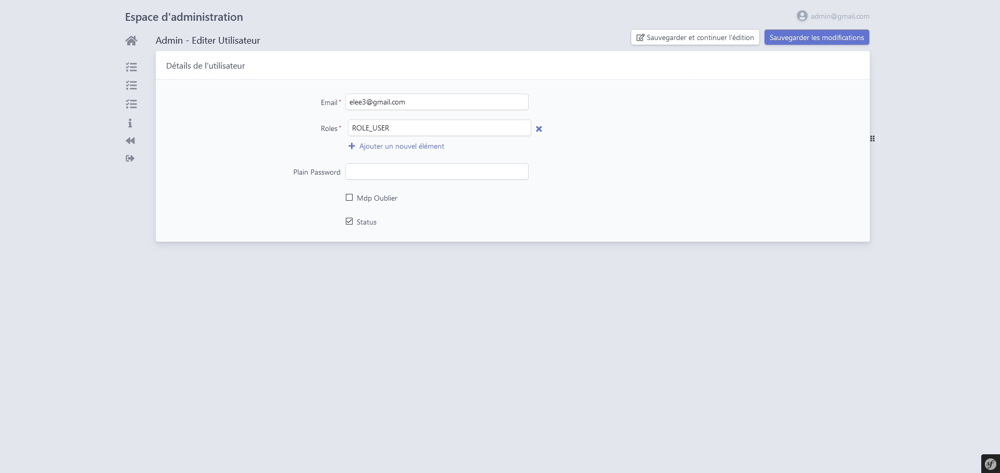 Espace d'administration
admin@gmail.com
Admin - Editer Utilisateur
Sauvegarder et continuer l'édition
Sauvegarder les modifications
Détails de l'utilisateur
Email*
elee3@gmail.com
Roles*
ROLE_USER
Ajouter un nouvel élément
Plain Password
Mdp Oublier
Status
sf